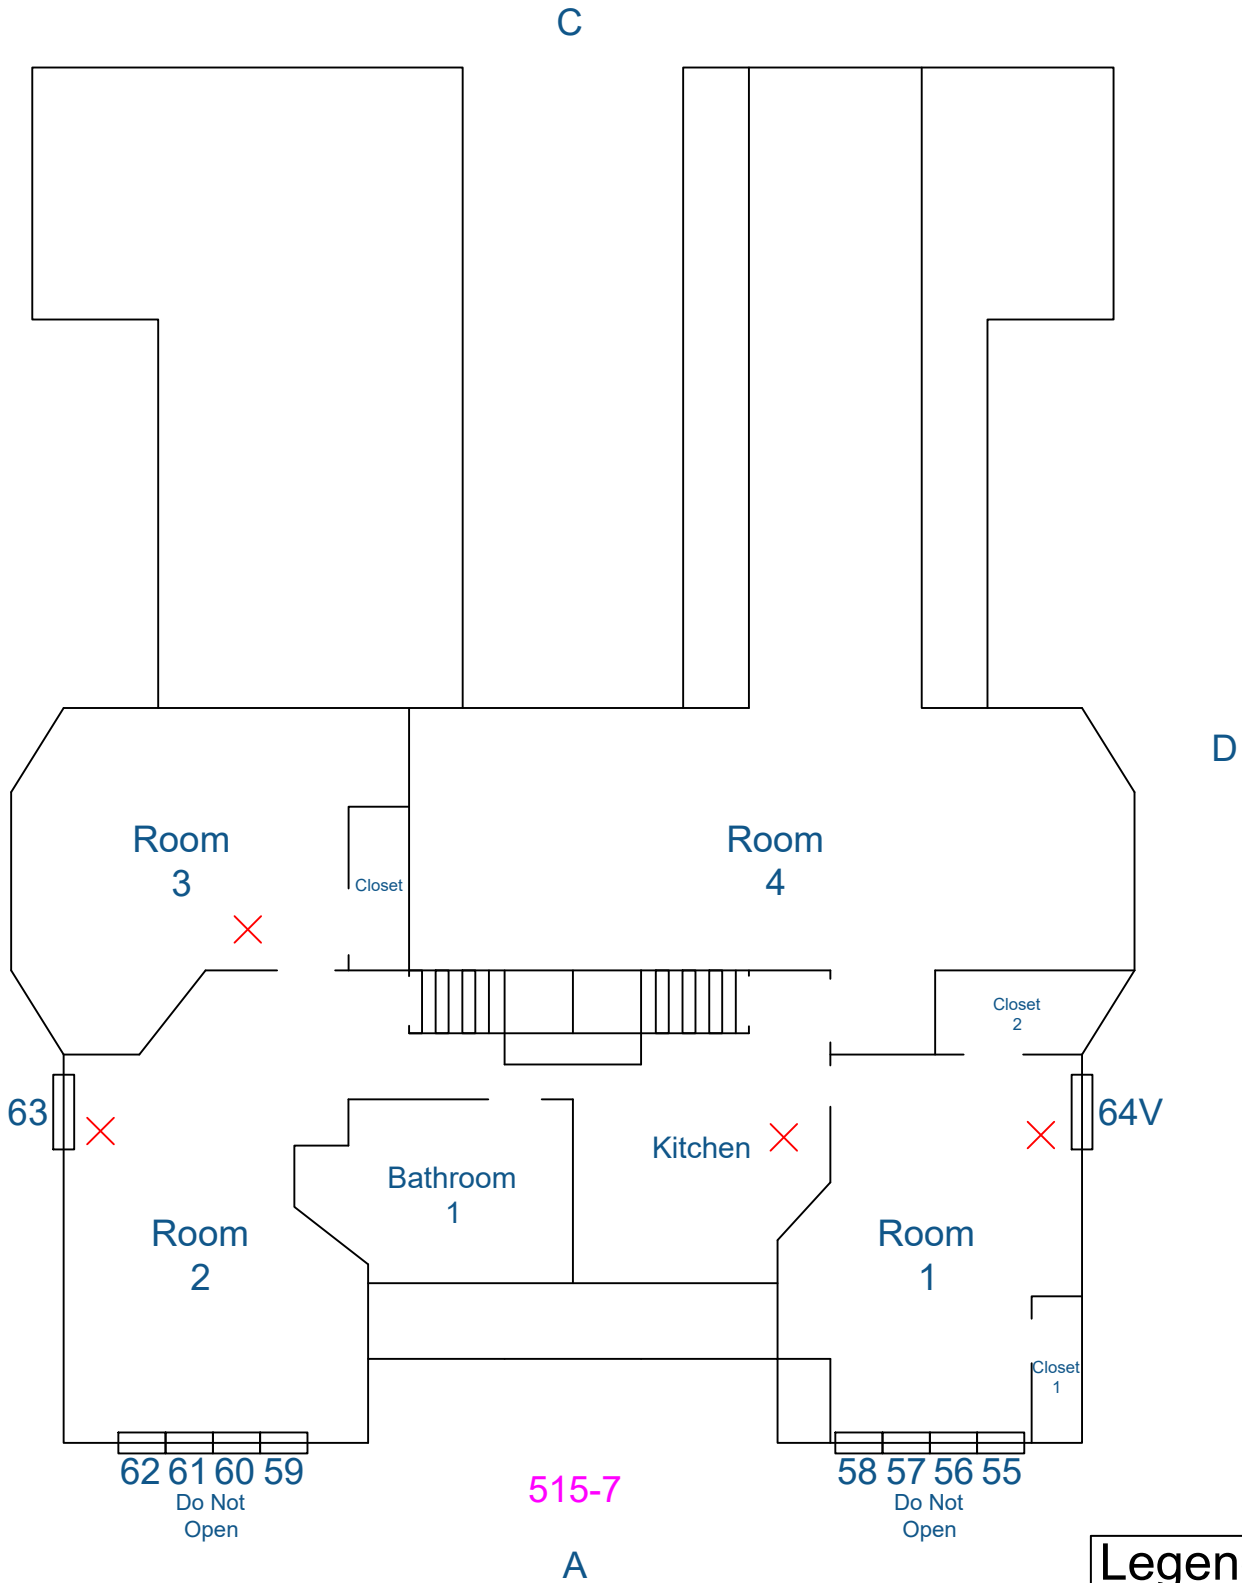 C
D
Room
3
Closet
Room
4
Closet
2
63
64V
Kitchen
Bathroom
1
Room
2
Room
1
Closet
1
62 61 60 59
Do Not
Open
58 57 56 55
Do Not
Open
515-7
A
Legen